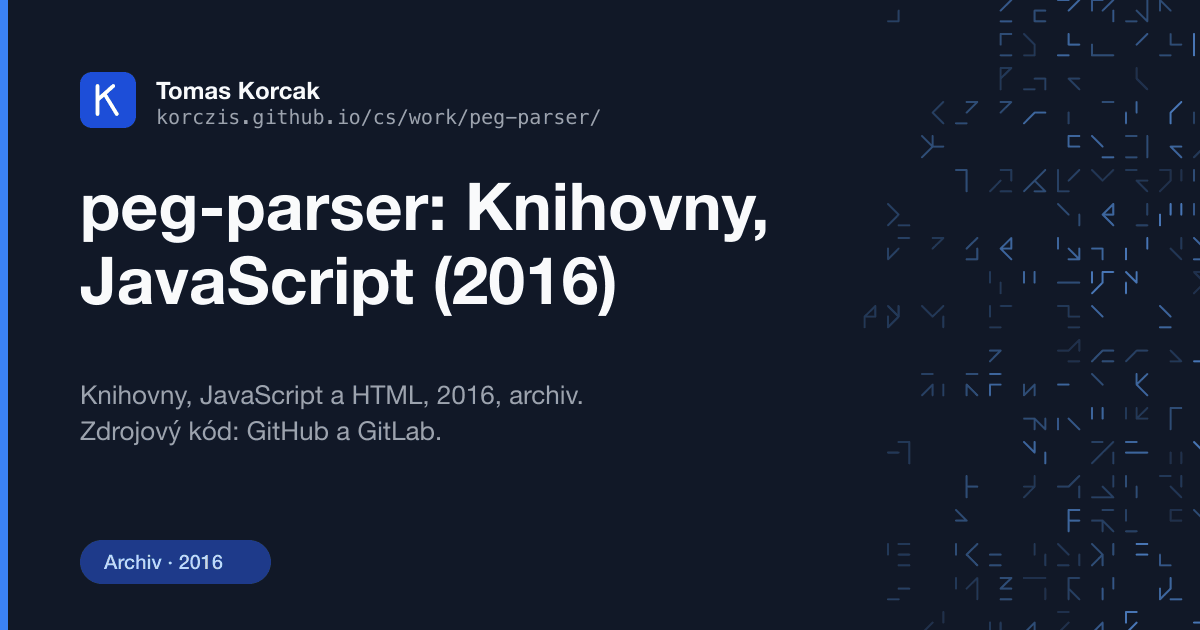 K
Tomas Korcak
korczis.github.io/cs/work/peg-parser/
peg-parser: Knihovny,
JavaScript (2016)
Knihovny, JavaScript a HTML, 2016, archiv.
Zdrojový kód: GitHub a GitLab.
Archiv · 2016